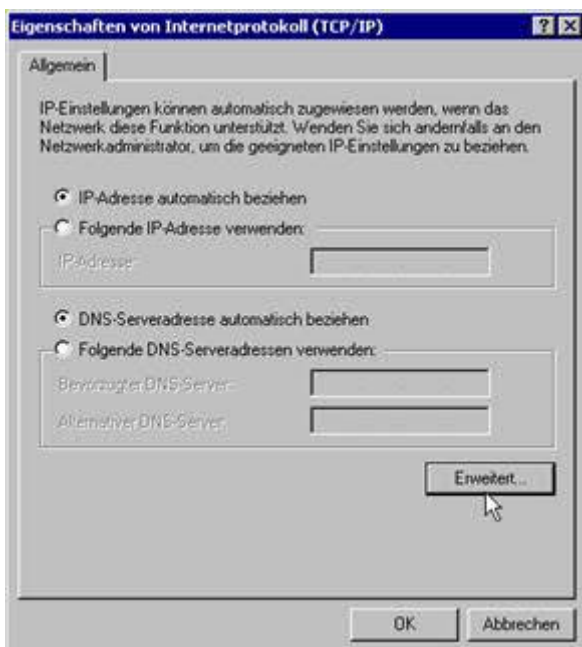 Eigenschaften von Internetprotokoll (TCP/IP)
Allgemein
IP-Einstellungen können automatisch zugewiesen werden, wenn das
Netzwerk diese Funktion unterstützt. Wenden Sie sich andernfalls an den
Netzwerkadministrator, um die geeigneten IP-Einstellungen zu beziehen.
IP-Adresse automatisch beziehen
Folgende IP-Adresse verwenden:
IP-Adresse:
DNS-Serveradresse automatisch beziehen
Folgende DNS-Serveradressen verwenden:
Bevorzugter DNS-Server:
Alternativer DNS-Server:
Erweitert...
OK
Abbrechen